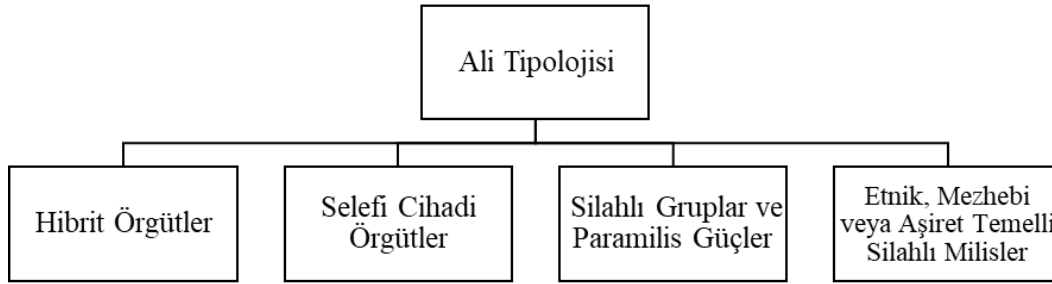 Ali Tipolojisi
Hibrit Örgütler
Selefi Cihadi
Örgütler
Silahlı Gruplar ve
Paramilis Güçler
Etnik, Mezhebi
veya Aşiret Temelli
Silahlı Milisler